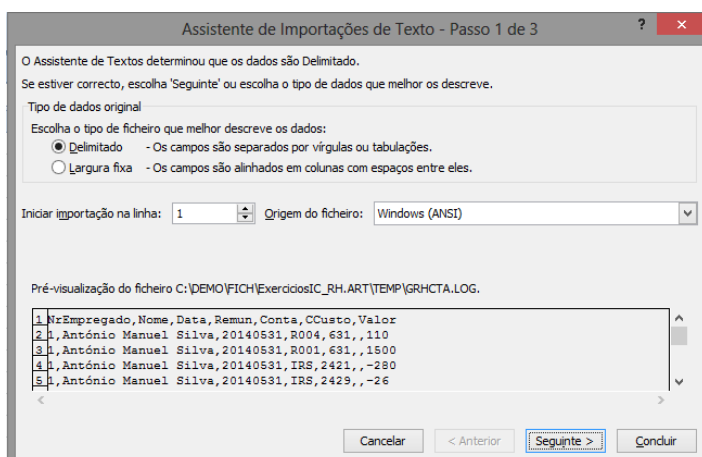 Assistente de Importações de Texto - Passo 1 de 3 ? ×
O Assistente de Textos determinou que os dados são Delimitado.
Se estiver correcto, escolha 'Seguinte' ou escolha o tipo de dados que melhor os descreve.
Tipo de dados original
Escolha o tipo de ficheiro que melhor descreve os dados:
Delimitado - Os campos são separados por vírgulas ou tabulações.
Largura fixa - Os campos são alinhados em colunas com espaços entre eles.
Iniciar importação na linha: 1 Origem do ficheiro: Windows (ANSI)
Pré-visualização do ficheiro C:\DEMO\FICH\ExerciciosIC_RH.ART\TEMP\GRHCTA.LOG.
1 NrEmpregado,Nome,Data,Remun,Conta,CCusto,Valor
2 1,António Manuel Silva,20140531,R004,631,,110
3 1,António Manuel Silva,20140531,R001,631,,1500
4 1,António Manuel Silva,20140531,IRS,2421,,-280
5 1,António Manuel Silva,20140531,IRS,2429,,-26
Cancelar < Anterior Seguinte > Concluir